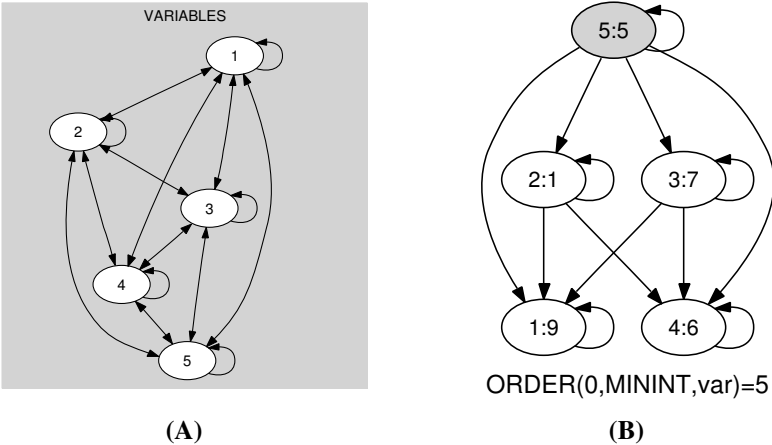 VARIABLES
1
2
3
4
5
(A)
5:5
2:1
3:7
1:9
4:6
ORDER(0,MININT,var)=5
(B)